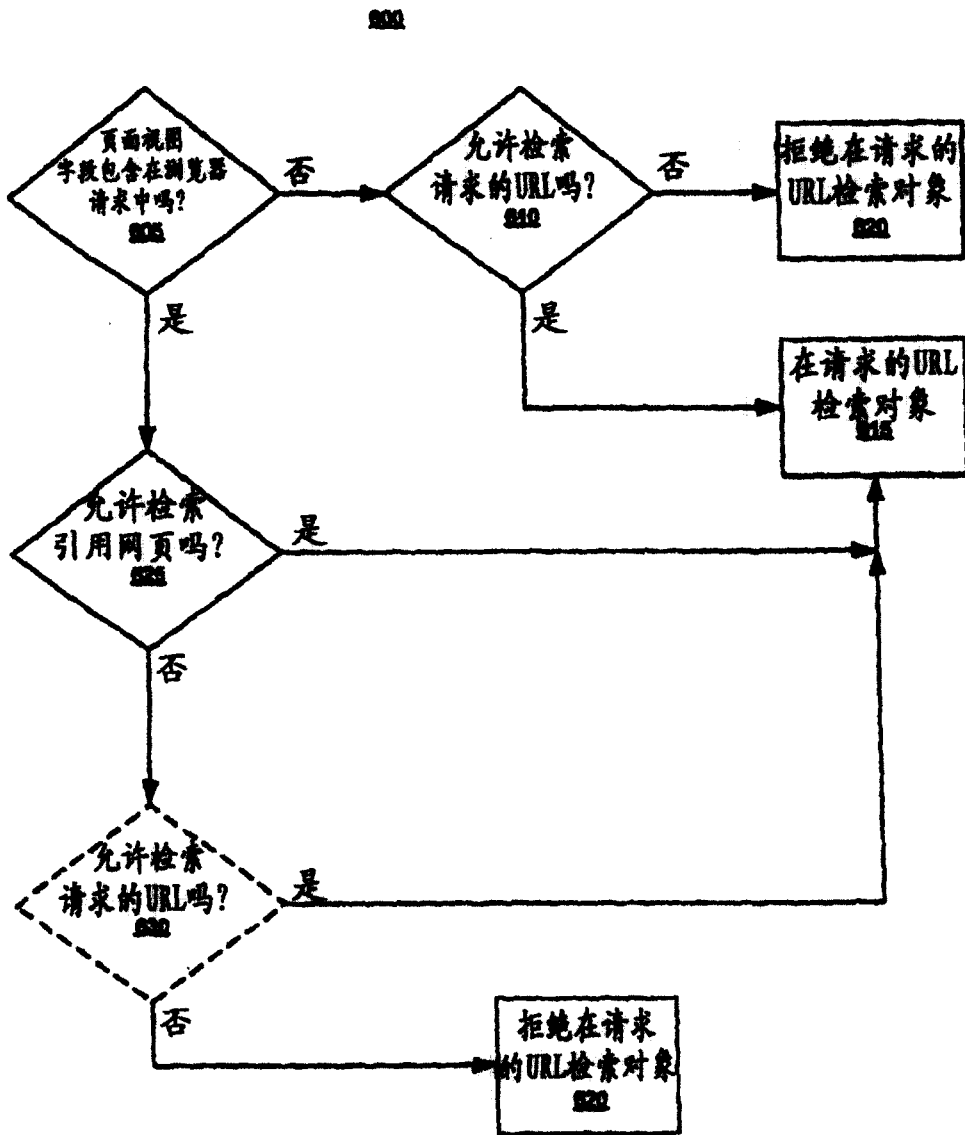 页面视图
字段包含在浏览器
请求中吗?
否
允许检索
请求的URL吗?
否
拒绝在请求的
URL检索对象
是
是
在请求的URL
检索对象
允许检索
引用网页吗?
是
否
允许检索
请求的URL吗?
是
否
拒绝在请求
的URL检索对象